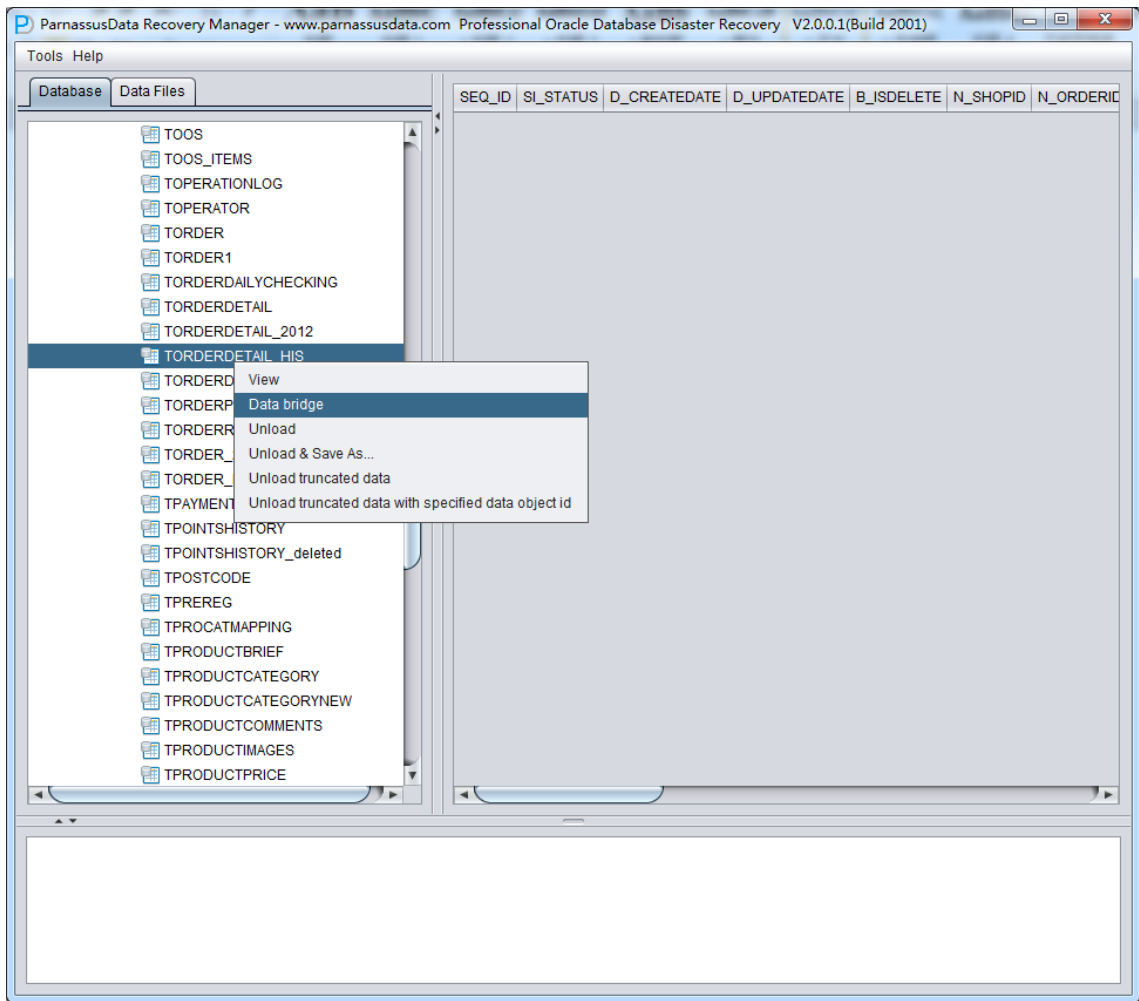 ParnassusData Recovery Manager - www.parnassusdata.com Professional Oracle Database Disaster Recovery V2.0.0.1(Build 2001)
Tools Help
Database Data Files
SEQ_ID SI_STATUS D_CREATEDATE D_UPDATEDATE B_ISDELETE N_SHOPID N_ORDERID
TOOS
TOOS_ITEMS
TOPERATIONLOG
TOPERATOR
TORDER
TORDER1
TORDERDAILYCHECKING
TORDERDETAIL
TORDERDETAIL_2012
TORDERDETAIL_HIS
TORDERD
TORDERP
TORDERR
TORDER_
TORDER_
TPAYMENT
View
Data bridge
Unload
Unload & Save As...
Unload truncated data
Unload truncated data with specified data object id
TPOINTSHISTORY
TPOINTSHISTORY_deleted
TPOSTCODE
TPREREG
TPROCATMAPPING
TPRODUCTBRIEF
TPRODUCTCATEGORY
TPRODUCTCATEGORYNEW
TPRODUCTCOMMENTS
TPRODUCTIMAGES
TPRODUCTPRICE